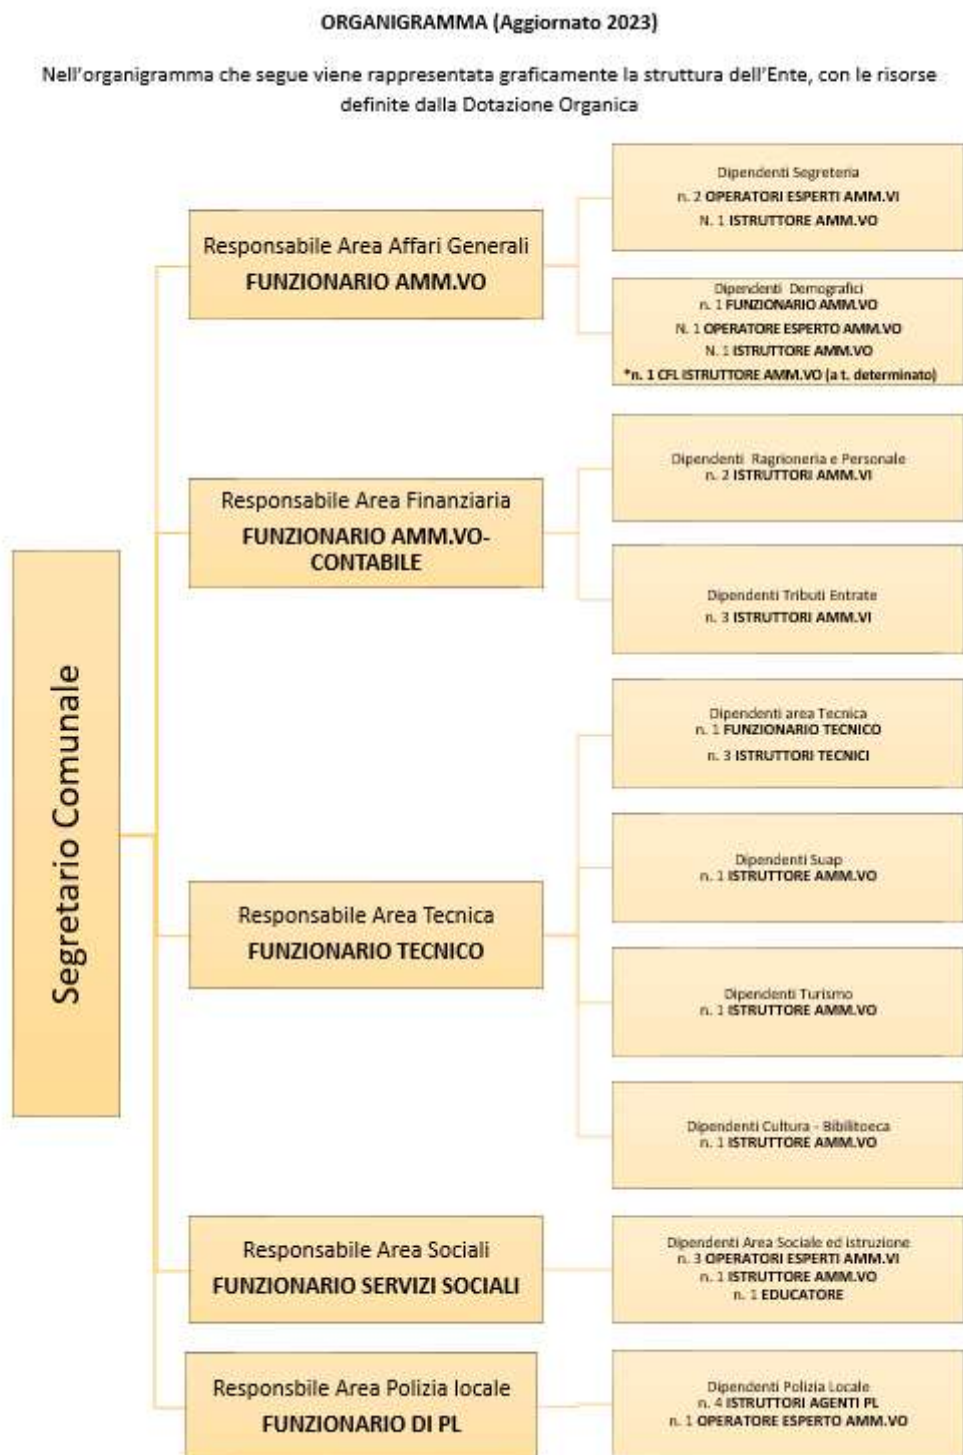 ORGANIGRAMMA (Aggiornato 2023)
Nell'organigramma che segue viene rappresentata graficamente la struttura dell'Ente, con le risorse
definite dalla Dotazione Organica
Segretario Comunale
Responsabile Area Affari Generali
FUNZIONARIO AMM.VO
Dipendenti Segreteria
n. 2 OPERATORI ESPERTI AMM.VI
N. 1 ISTRUTTORE AMM.VO
Dipendenti Demografici
n. 1 FUNZIONARIO AMM.VO
N. 1 OPERATORE ESPERTO AMM.VO
N. 1 ISTRUTTORE AMM.VO
*n. 1 CFL ISTRUTTORE AMM.VO (a t. determinato)
Responsabile Area Finanziaria
FUNZIONARIO AMM.VO-
CONTABILE
Dipendenti Ragrioneria e Personale
n. 2 ISTRUTTORI AMM.VI
Dipendenti Tributi Entrate
n. 3 ISTRUTTORI AMM.VI
Responsabile Area Tecnica
FUNZIONARIO TECNICO
Dipendenti area Tecnica
n. 1 FUNZIONARIO TECNICO
n. 3 ISTRUTTORI TECNICI
Dipendenti Suap
n. 1 ISTRUTTORE AMM.VO
Dipendenti Turismo
n. 1 ISTRUTTORE AMM.VO
Dipendenti Cultura - Bibilitoeca
n. 1 ISTRUTTORE AMM.VO
Responsabile Area Sociali
FUNZIONARIO SERVIZI SOCIALI
Dipendenti Area Sociale ed istruzione
n. 3 OPERATORI ESPERTI AMM.VI
n. 1 ISTRUTTORE AMM.VO
n. 1 EDUCATORE
Responsbile Area Polizia locale
FUNZIONARIO DI PL
Dipendenti Polizia Locale
n. 4 ISTRUTTORI AGENTI PL
n. 1 OPERATORE ESPERTO AMM.VO